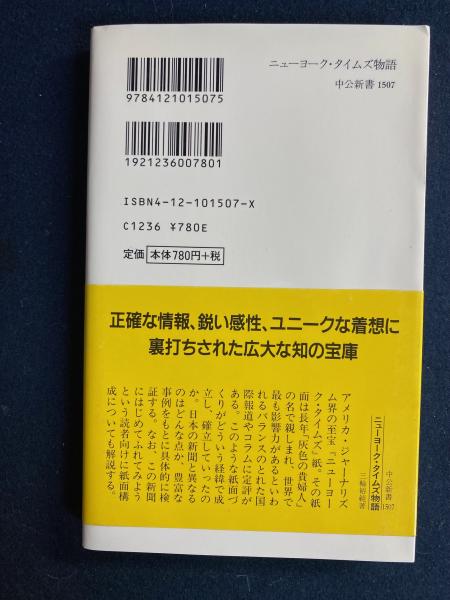 ニューヨーク・タイムズ物語
中公新書 1507
9784121015075
1921236007801
ISBN4-12-101507-X
C1236 ¥780E
定価 本体780円+税
正確な情報、鋭い感性、ユニークな着想に
裏打ちされた広大な知の宝庫
中公新書 1507
ニューヨーク・タイムズ物語
三輪裕範著
アメリカ・ジャーナリズ
ム界の至宝『ニューヨー
ク・タイムズ』紙。その紙
面は長年「灰色の貴婦人」
の名で親しまれ、世界で
最も影響力があるといわ
れるバランスのとれた国
際報道やコラムに定評が
ある。このような紙面づ
くりがどういう経緯で成
立し、確立していったの
か。日本の新聞と異なる
のはどんな点か、豊富な
事例をもとに具体的に検
証する。なお、この新聞
にはじめてふれてみよう
という読者向けに紙面構
成についても解説する。